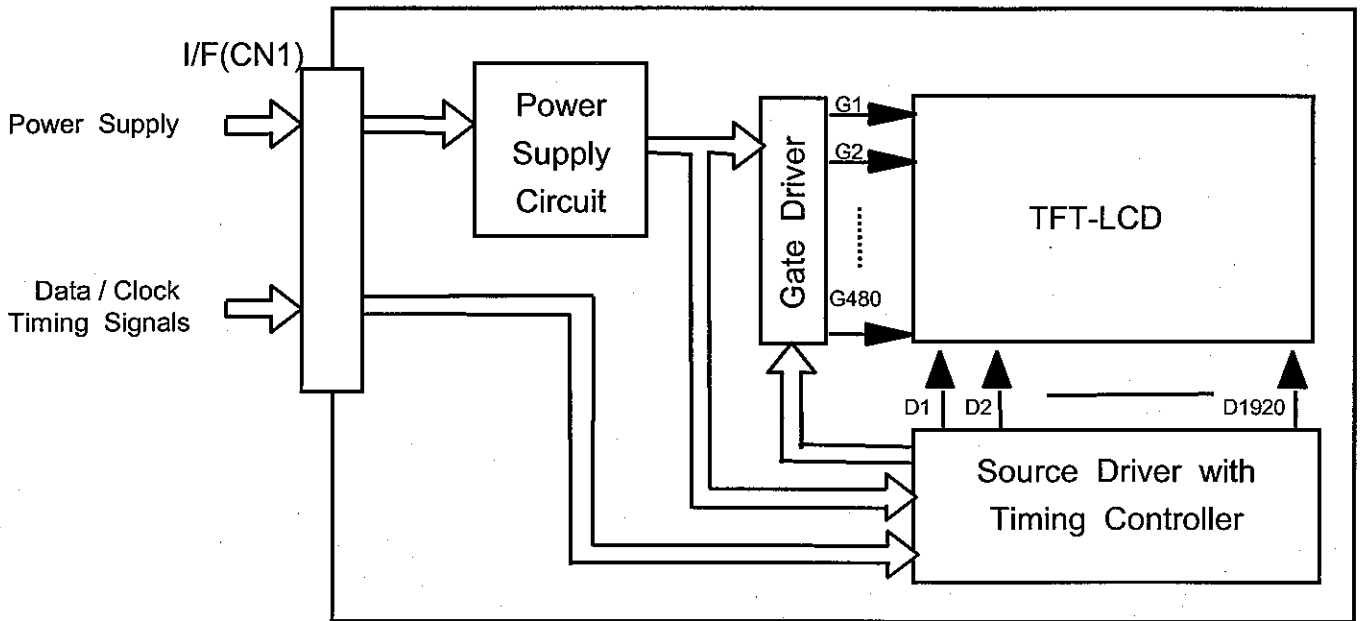 I/F(CN1)
Power Supply
Data / Clock
Timing Signals
Power
Supply
Circuit
Gate Driver
G1
G2
G480
TFT-LCD
D1
D2
D1920
Source Driver with
Timing Controller